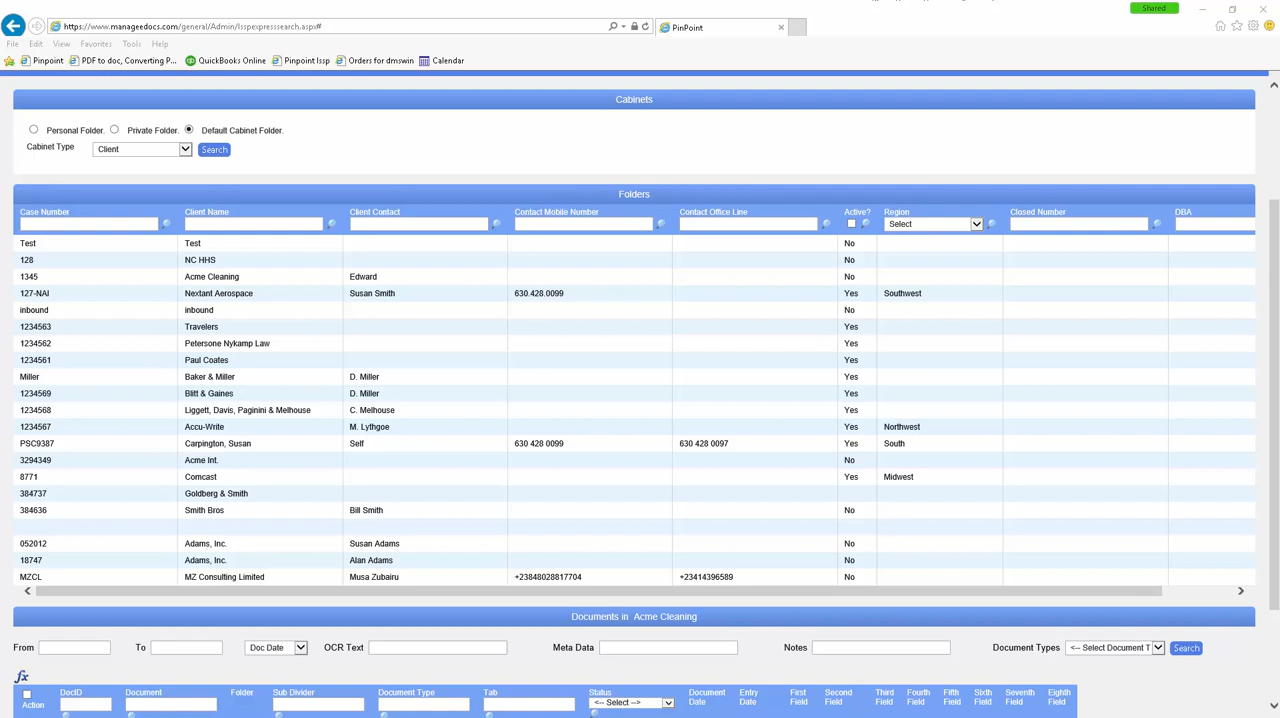 Shared
https://www.manageedocs.com/general/Admin/lsspexpresssearch.aspx#
PinPoint
File Edit View Favorites Tools Help
Pinpoint PDF to doc, Converting P... QuickBooks Online Pinpoint lssp Orders for dmswin Calendar
Cabinets
Personal Folder. Private Folder. Default Cabinet Folder.
Cabinet Type Client Search
Folders
Case Number Client Name Client Contact Contact Mobile Number Contact Office Line Active? Region Closed Number DBA
Select
Test Test No
128 NC HHS No
1345 Acme Cleaning Edward No
127-NAI Nextant Aerospace Susan Smith 630.428.0099 Yes Southwest
inbound inbound No
1234563 Travelers Yes
1234562 Petersone Nykamp Law Yes
1234561 Paul Coates Yes
Miller Baker & Miller D. Miller Yes
1234569 Blitt & Gaines D. Miller Yes
1234568 Liggett, Davis, Paginini & Melhouse C. Melhouse Yes
1234567 Accu-Write M. Lythgoe Yes Northwest
PSC9387 Carpington, Susan Self 630 428 0099 630 428 0097 Yes South
3294349 Acme Int. No
8771 Comcast Yes Midwest
384737 Goldberg & Smith
384636 Smith Bros Bill Smith No
052012 Adams, Inc. Susan Adams No
18747 Adams, Inc. Alan Adams No
MZCL MZ Consulting Limited Musa Zubairu +23848028817704 +23414396589 No
Documents in Acme Cleaning
From To Doc Date OCR Text Meta Data Notes Document Types <-- Select Document T Search
fx
Action DocID Document Folder Sub Divider Document Type Tab Status Document Date Entry Date First Field Second Field Third Field Fourth Field Fifth Field Sixth Field Seventh Field Eighth Field
<-- Select -->